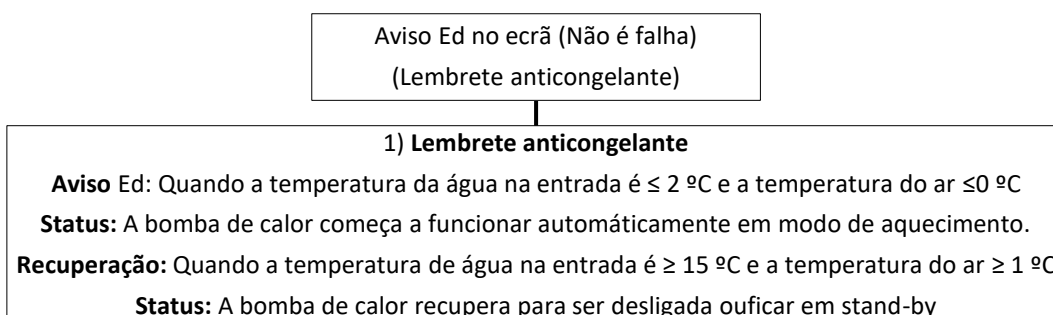 Aviso Ed no ecrã (Não é falha)
(Lembrete anticongelante)
1) Lembrete anticongelante
Aviso Ed: Quando a temperatura da água na entrada é ≤ 2 ºC e a temperatura do ar ≤0 ºC
Status: A bomba de calor começa a funcionar automáticamente em modo de aquecimento.
Recuperação: Quando a temperatura de água na entrada é ≥ 15 ºC e a temperatura do ar ≥ 1 ºC
Status: A bomba de calor recupera para ser desligada ouficar em stand-by